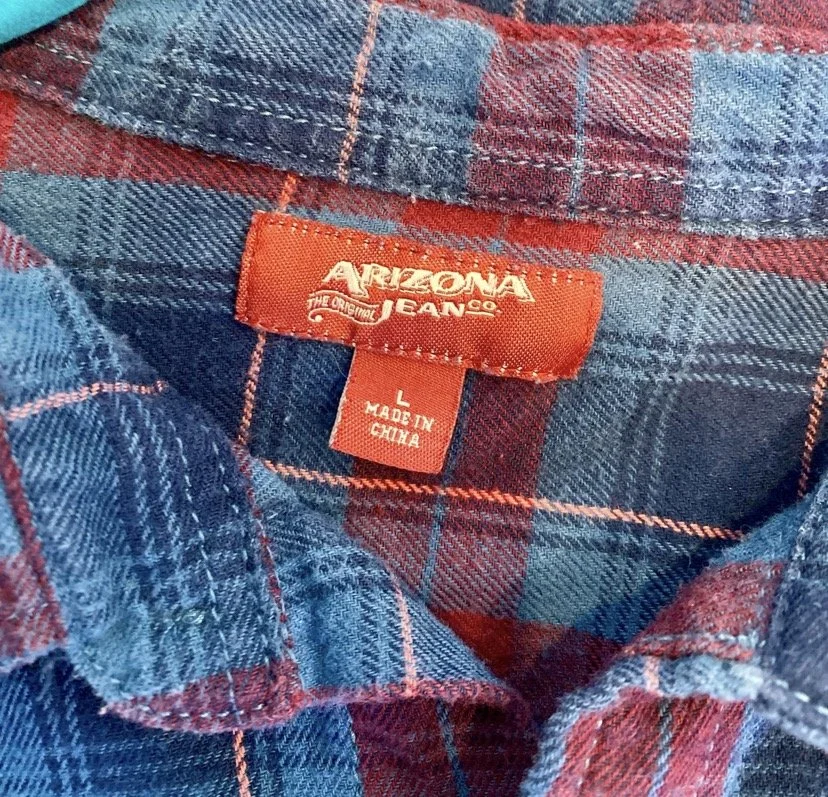 ARIZONA
THE ORIGINAL JEAN CO.
L
MADE IN
CHINA